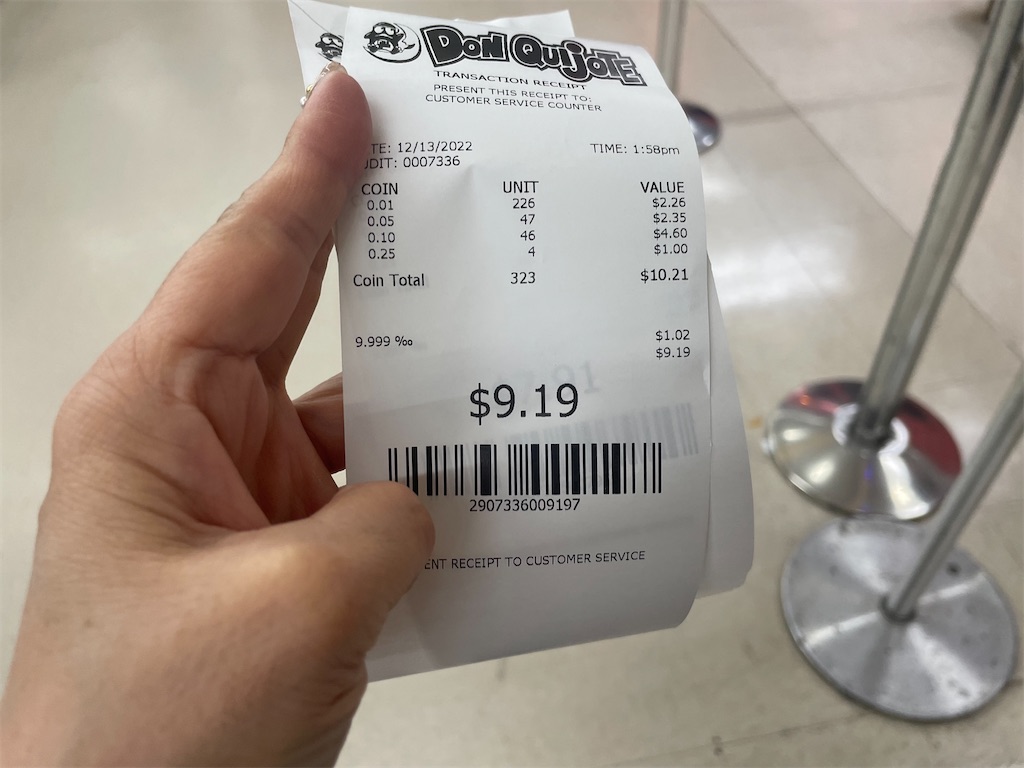 DON QUIJOTE
TRANSACTION RECEIPT
PRESENT THIS RECEIPT TO:
CUSTOMER SERVICE COUNTER
TE: 12/13/2022 TIME: 1:58pm
UDIT: 0007336
COIN UNIT VALUE
0.01 226 $2.26
0.05 47 $2.35
0.10 46 $4.60
0.25 4 $1.00
Coin Total 323 $10.21
9.999 ‰ $1.02
$9.19
$9.19
2907336009197
ENT RECEIPT TO CUSTOMER SERVICE